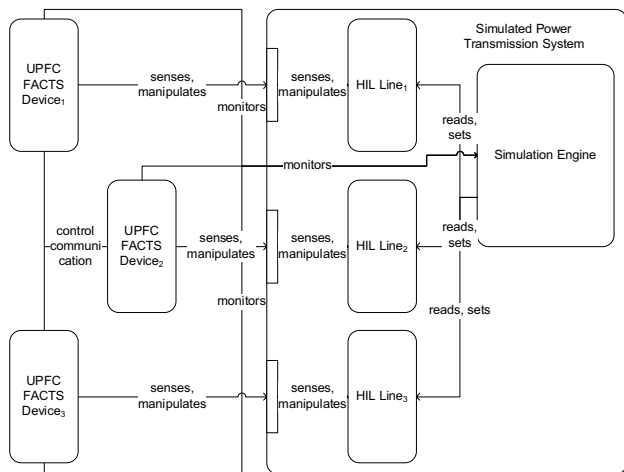 Simulated Power
Transmission System
UPFC
FACTS
Device₁
senses,
manipulates
monitors
senses,
manipulates
HIL Line₁
reads,
sets
Simulation Engine
monitors
control
communi
cation
UPFC
FACTS
Device₂
senses,
manipulates
monitors
senses,
manipulates
HIL Line₂
reads,
sets
reads, sets
UPFC
FACTS
Device₃
senses,
manipulates
senses,
manipulates
HIL Line₃